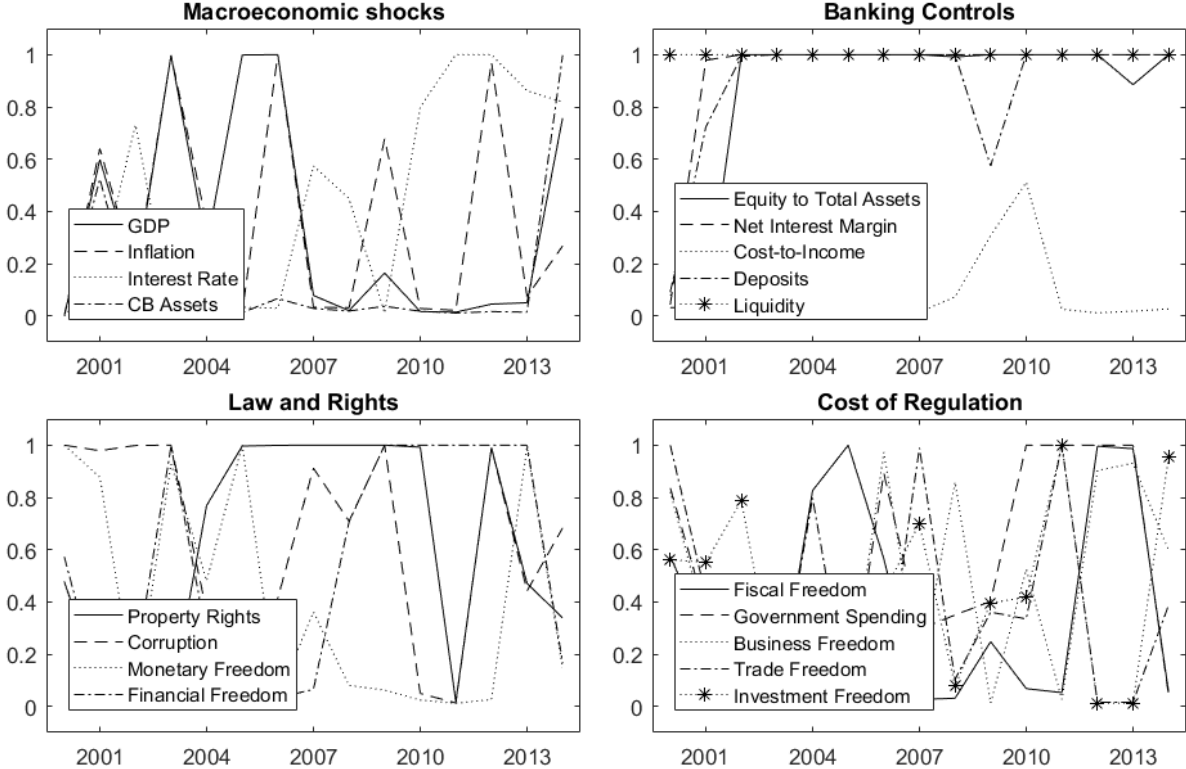 Macroeconomic shocks
1
0.8
0.6
0.4
0.2
0
GDP
Inflation
Interest Rate
CB Assets
2001 2004 2007 2010 2013
Banking Controls
1
0.8
0.6
0.4
0.2
0
Equity to Total Assets
Net Interest Margin
Cost-to-Income
Deposits
Liquidity
2001 2004 2007 2010 2013
Law and Rights
1
0.8
0.6
0.4
0.2
0
Property Rights
Corruption
Monetary Freedom
Financial Freedom
2001 2004 2007 2010 2013
Cost of Regulation
1
0.8
0.6
0.4
0.2
0
Fiscal Freedom
Government Spending
Business Freedom
Trade Freedom
Investment Freedom
2001 2004 2007 2010 2013